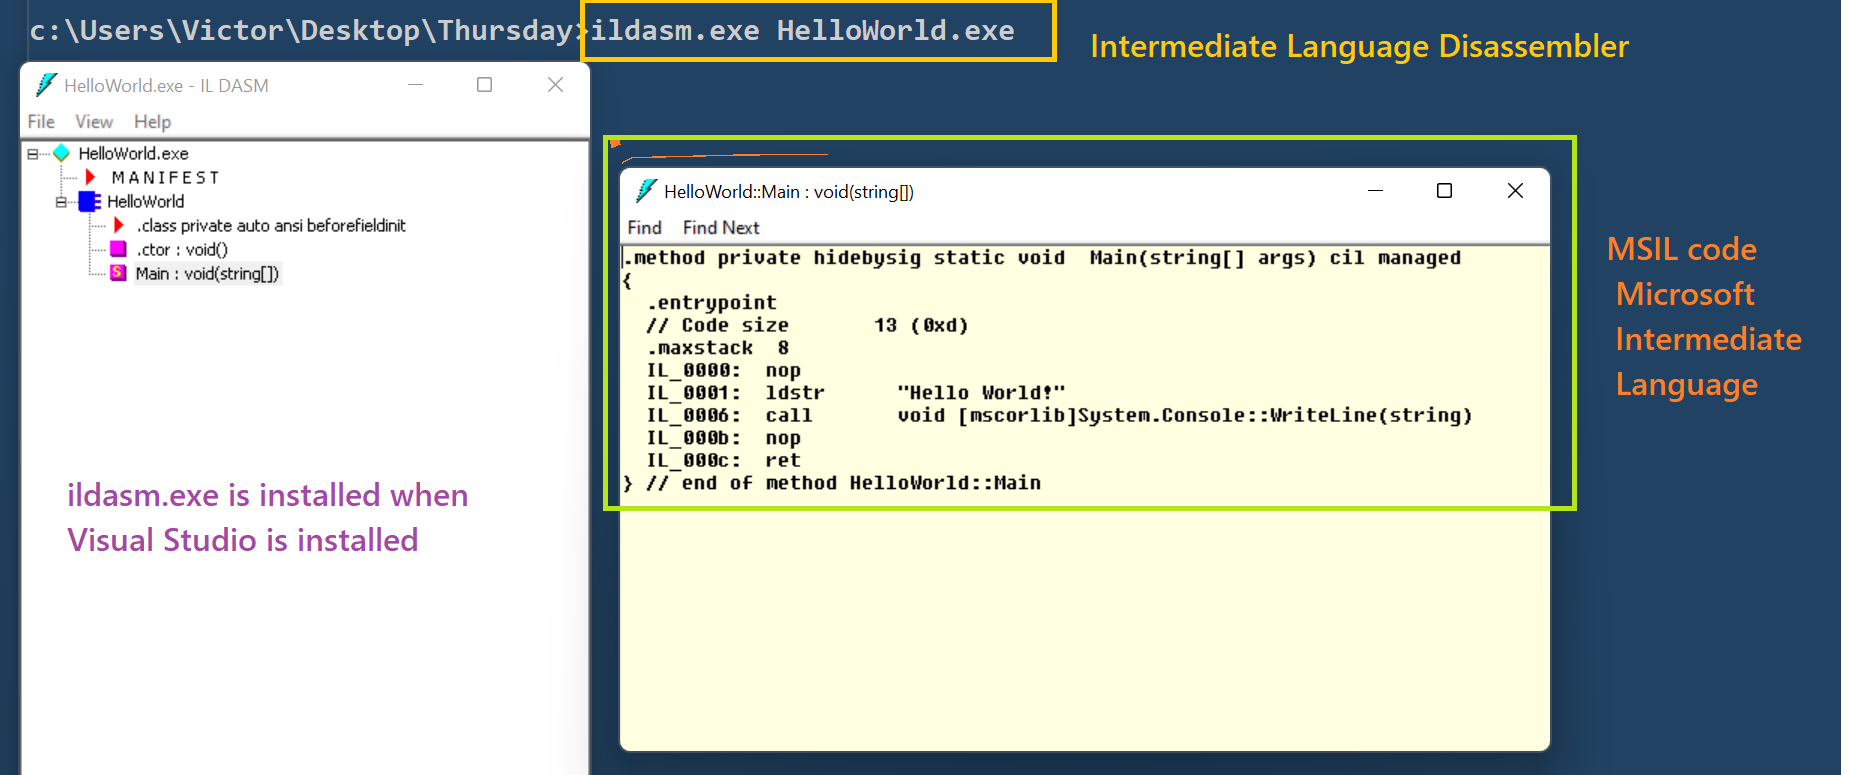 c:\Users\Victor\Desktop\Thursday>ildasm.exe HelloWorld.exe
Intermediate Language Disassembler
HelloWorld.exe - IL DASM
File View Help
HelloWorld.exe
M A N I F E S T
HelloWorld
.class private auto ansi beforefieldinit
.ctor : void()
Main : void(string[])
ildasm.exe is installed when
Visual Studio is installed
HelloWorld::Main : void(string[])
Find Find Next
.method private hidebysig static void  Main(string[] args) cil managed
{
  .entrypoint
  // Code size       13 (0xd)
  .maxstack  8
  IL_0000:  nop
  IL_0001:  ldstr      "Hello World!"
  IL_0006:  call       void [mscorlib]System.Console::WriteLine(string)
  IL_000b:  nop
  IL_000c:  ret
} // end of method HelloWorld::Main
MSIL code
Microsoft
Intermediate
Language